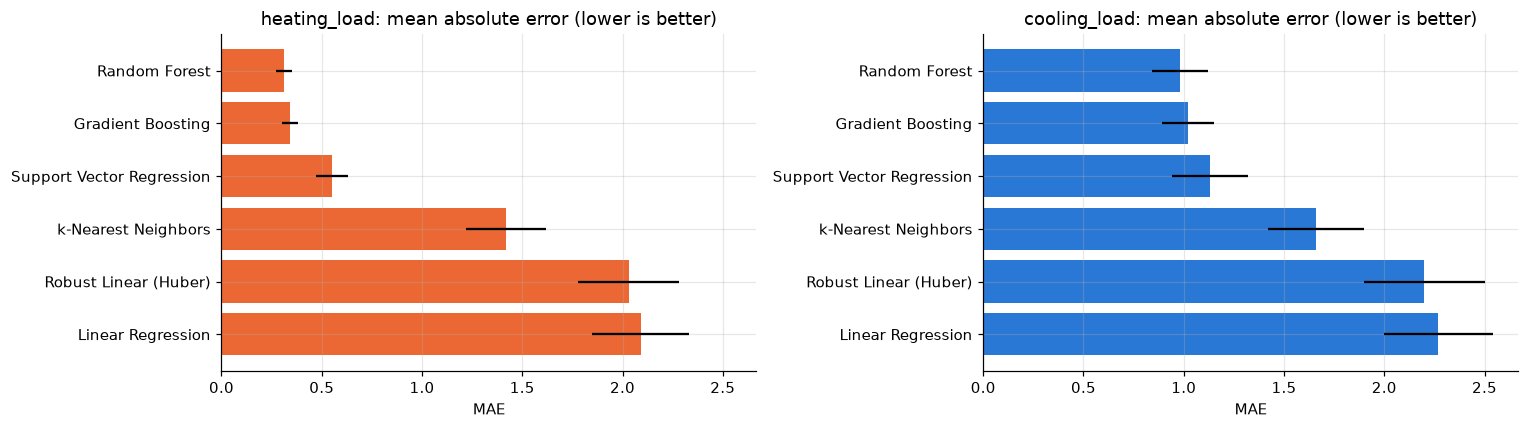 heating_load: mean absolute error (lower is better)
Random Forest
Gradient Boosting
Support Vector Regression
k-Nearest Neighbors
Robust Linear (Huber)
Linear Regression
0.0 0.5 1.0 1.5 2.0 2.5
MAE
cooling_load: mean absolute error (lower is better)
Random Forest
Gradient Boosting
Support Vector Regression
k-Nearest Neighbors
Robust Linear (Huber)
Linear Regression
0.0 0.5 1.0 1.5 2.0 2.5
MAE